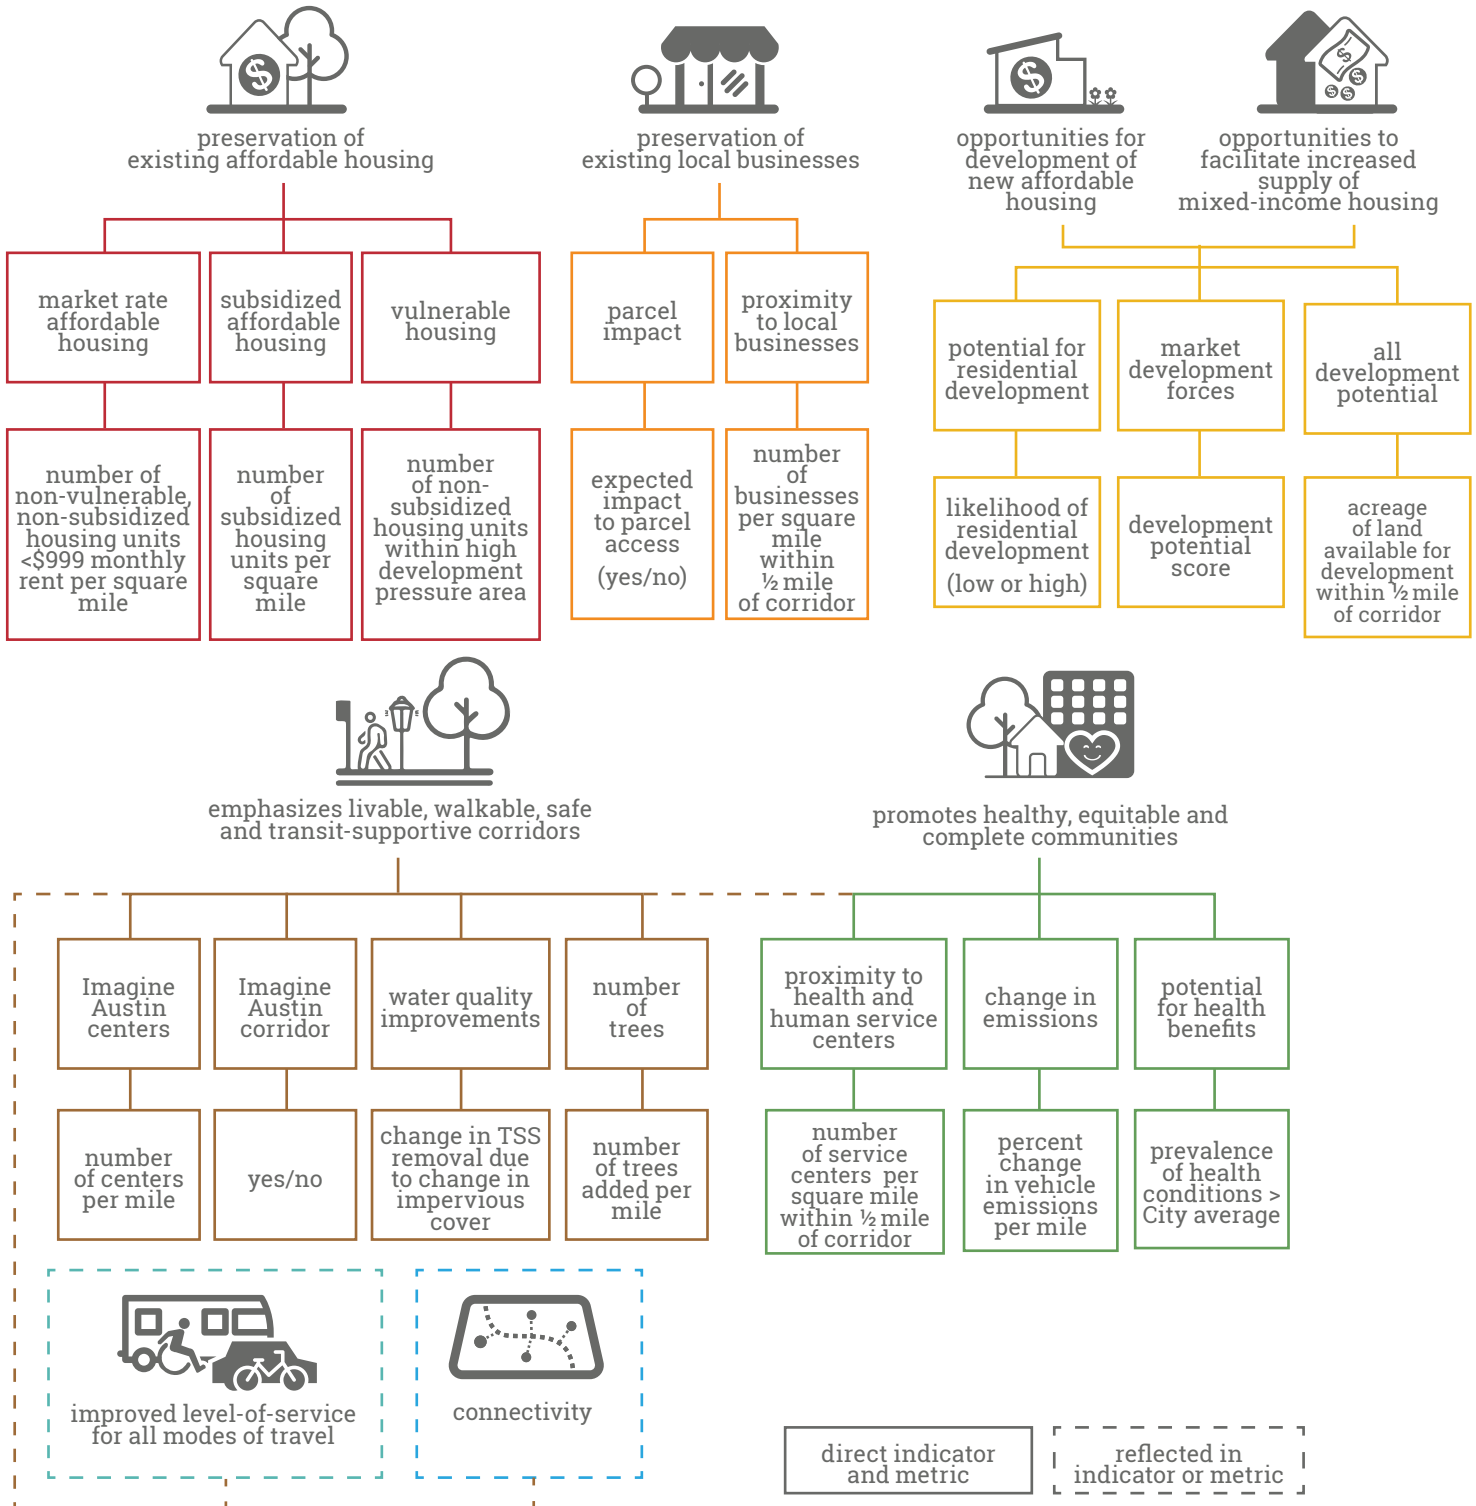 preservation of
existing affordable housing
preservation of
existing local businesses
opportunities for
development of
new affordable
housing
opportunities to
facilitate increased
supply of
mixed-income housing
market rate
affordable
housing
subsidized
affordable
housing
vulnerable
housing
parcel
impact
proximity
to local
businesses
potential for
residential
development
market
development
forces
all
development
potential
number of
non-vulnerable,
non-subsidized
housing units
<$999 monthly
rent per square
mile
number
of
subsidized
housing
units per
square
mile
number
of non-
subsidized
housing units
within high
development
pressure area
expected
impact
to parcel
access
(yes/no)
number
of
businesses
per square
mile
within
½ mile
of corridor
likelihood of
residential
development
(low or high)
development
potential
score
acreage
of land
available for
development
within ½ mile
of corridor
emphasizes livable, walkable, safe
and transit-supportive corridors
promotes healthy, equitable and
complete communities
Imagine
Austin
centers
Imagine
Austin
corridor
water quality
improvements
number
of
trees
proximity to
health and
human service
centers
change in
emissions
potential
for health
benefits
number
of centers
per mile
yes/no
change in TSS
removal due
to change in
impervious
cover
number
of trees
added per
mile
number
of service
centers per
square mile
within ½ mile
of corridor
percent
change
in vehicle
emissions
per mile
prevalence
of health
conditions >
City average
improved level-of-service
for all modes of travel
connectivity
direct indicator
and metric
reflected in
indicator or metric